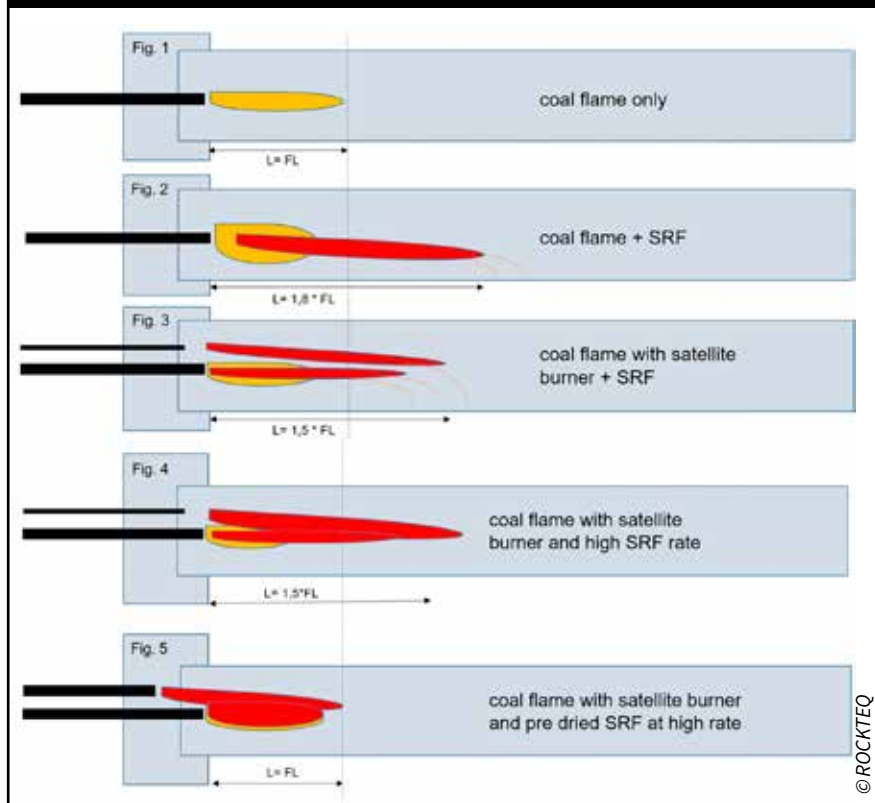 Fig. 1
coal flame only
L= FL
Fig. 2
coal flame + SRF
L= 1,8 * FL
Fig. 3
coal flame with satellite
burner + SRF
L= 1,5 * FL
Fig. 4
coal flame with satellite
burner and high SRF rate
L= 1,5*FL
Fig. 5
coal flame with satellite burner
and pre dried SRF at high rate
L= FL
© ROCKTEQ